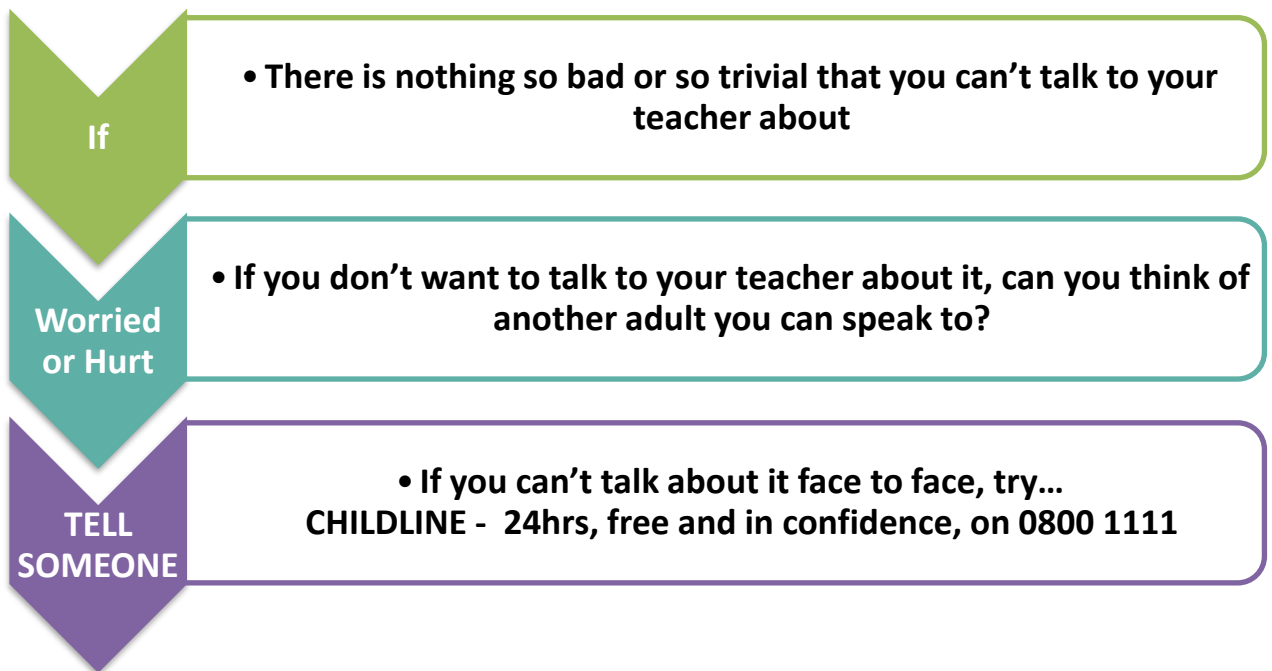 If
• There is nothing so bad or so trivial that you can’t talk to your
teacher about
Worried
or Hurt
• If you don’t want to talk to your teacher about it, can you think of
another adult you can speak to?
TELL
SOMEONE
• If you can’t talk about it face to face, try…
CHILDLINE - 24hrs, free and in confidence, on 0800 1111